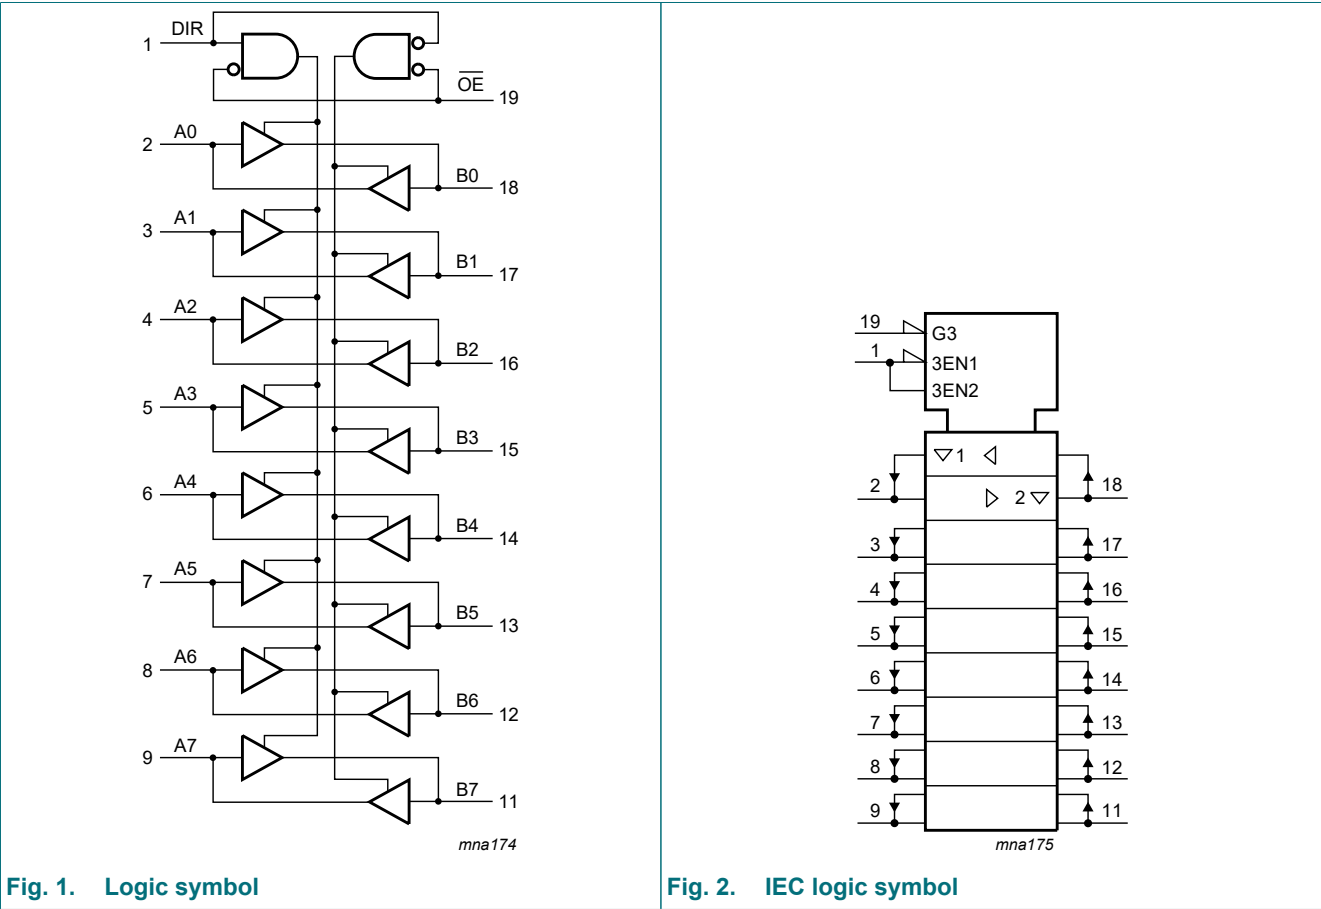 DIR
1
OE
19
A0
2
B0
18
A1
3
B1
17
A2
4
B2
16
A3
5
B3
15
A4
6
B4
14
A5
7
B5
13
A6
8
B6
12
A7
9
B7
11
mna174
Fig. 1. Logic symbol
19
G3
1
3EN1
3EN2
1
2
2
18
3
17
4
16
5
15
6
14
7
13
8
12
9
11
mna175
Fig. 2. IEC logic symbol